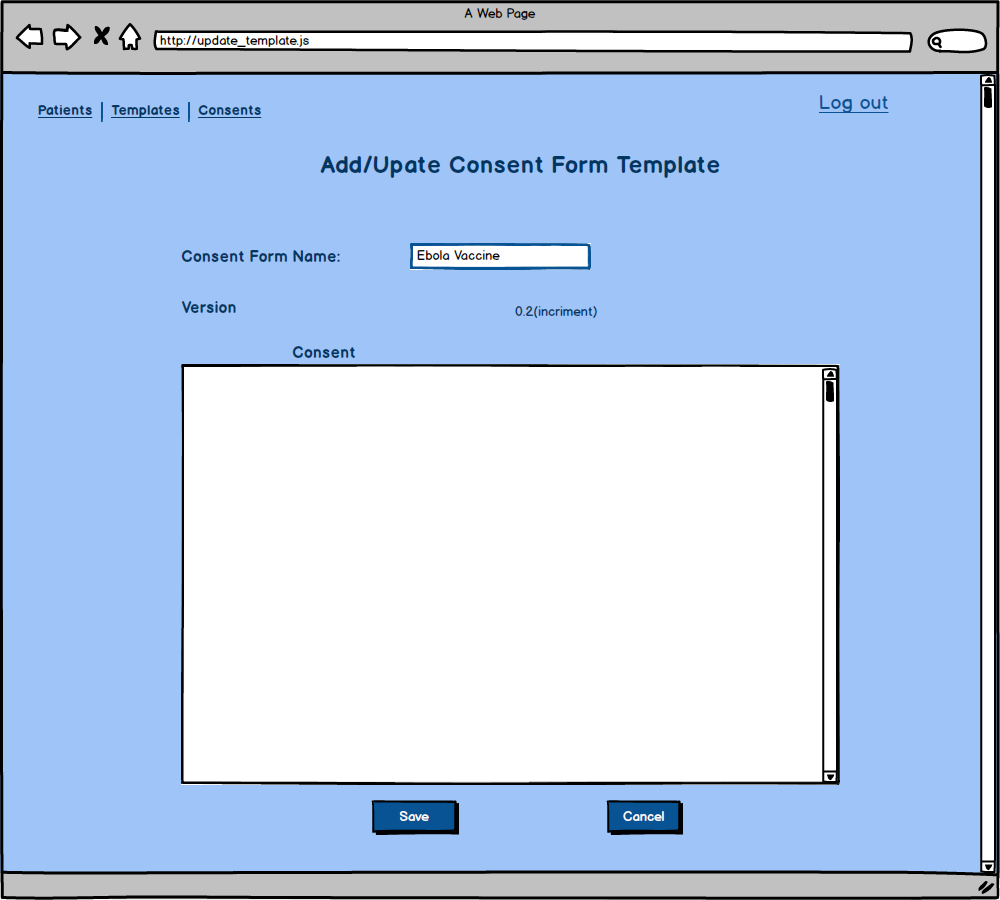 A Web Page
http://update_template.js
Patients | Templates | Consents
Log out
Add/Upate Consent Form Template
Consent Form Name:
Ebola Vaccine
Version
0.2(incriment)
Consent
Save
Cancel